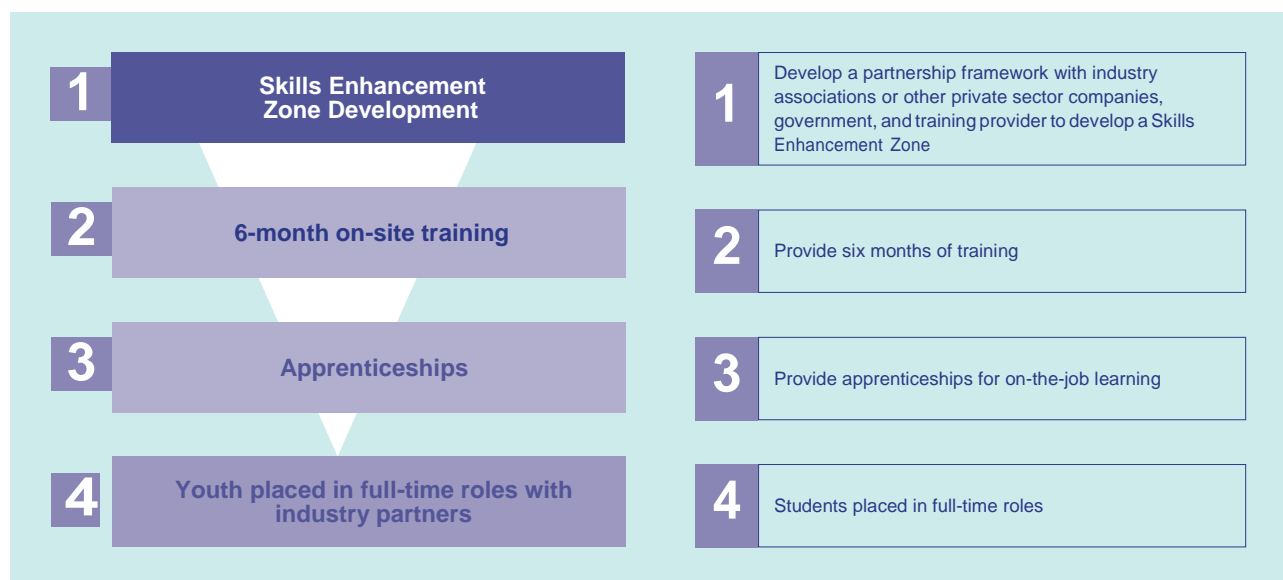 1
Skills Enhancement
Zone Development
2
6-month on-site training
3
Apprenticeships
4
Youth placed in full-time roles with
industry partners
1
Develop a partnership framework with industry
associations or other private sector companies,
government, and training provider to develop a Skills
Enhancement Zone
2
Provide six months of training
3
Provide apprenticeships for on-the-job learning
4
Students placed in full-time roles